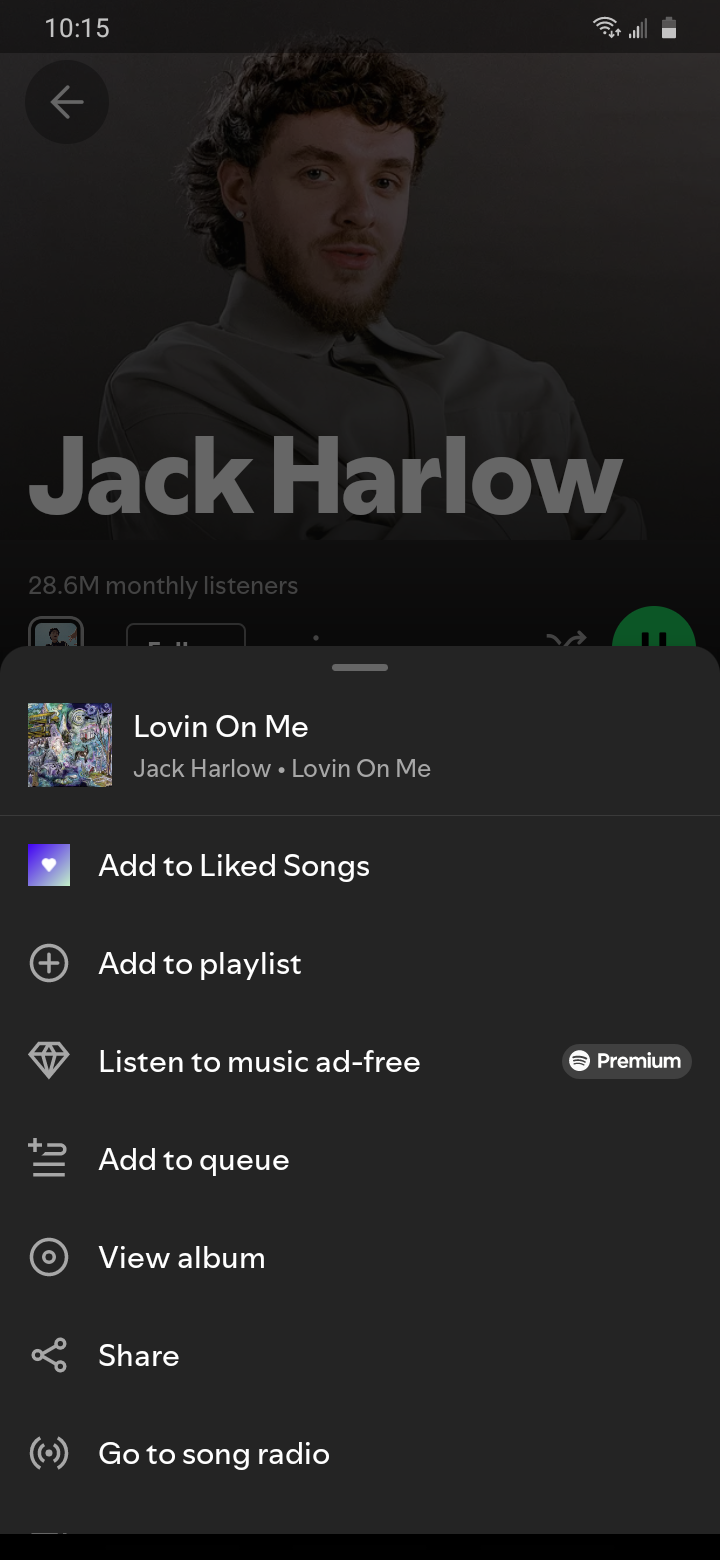 10:15
Jack Harlow
28.6M monthly listeners
Lovin On Me
Jack Harlow • Lovin On Me
Add to Liked Songs
Add to playlist
Listen to music ad-free
Premium
Add to queue
View album
Share
Go to song radio